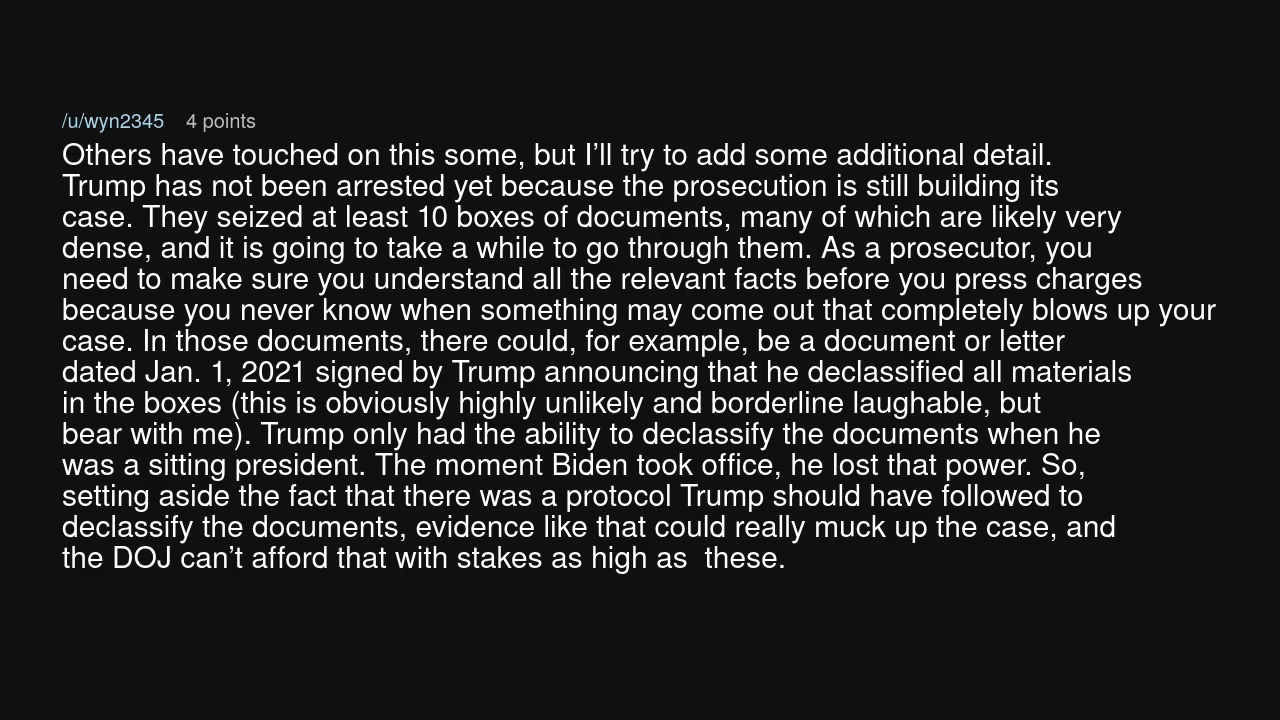 /u/wyn2345 4 points
Others have touched on this some, but I’ll try to add some additional detail.
Trump has not been arrested yet because the prosecution is still building its
case. They seized at least 10 boxes of documents, many of which are likely very
dense, and it is going to take a while to go through them. As a prosecutor, you
need to make sure you understand all the relevant facts before you press charges
because you never know when something may come out that completely blows up your
case. In those documents, there could, for example, be a document or letter
dated Jan. 1, 2021 signed by Trump announcing that he declassified all materials
in the boxes (this is obviously highly unlikely and borderline laughable, but
bear with me). Trump only had the ability to declassify the documents when he
was a sitting president. The moment Biden took office, he lost that power. So,
setting aside the fact that there was a protocol Trump should have followed to
declassify the documents, evidence like that could really muck up the case, and
the DOJ can’t afford that with stakes as high as  these.